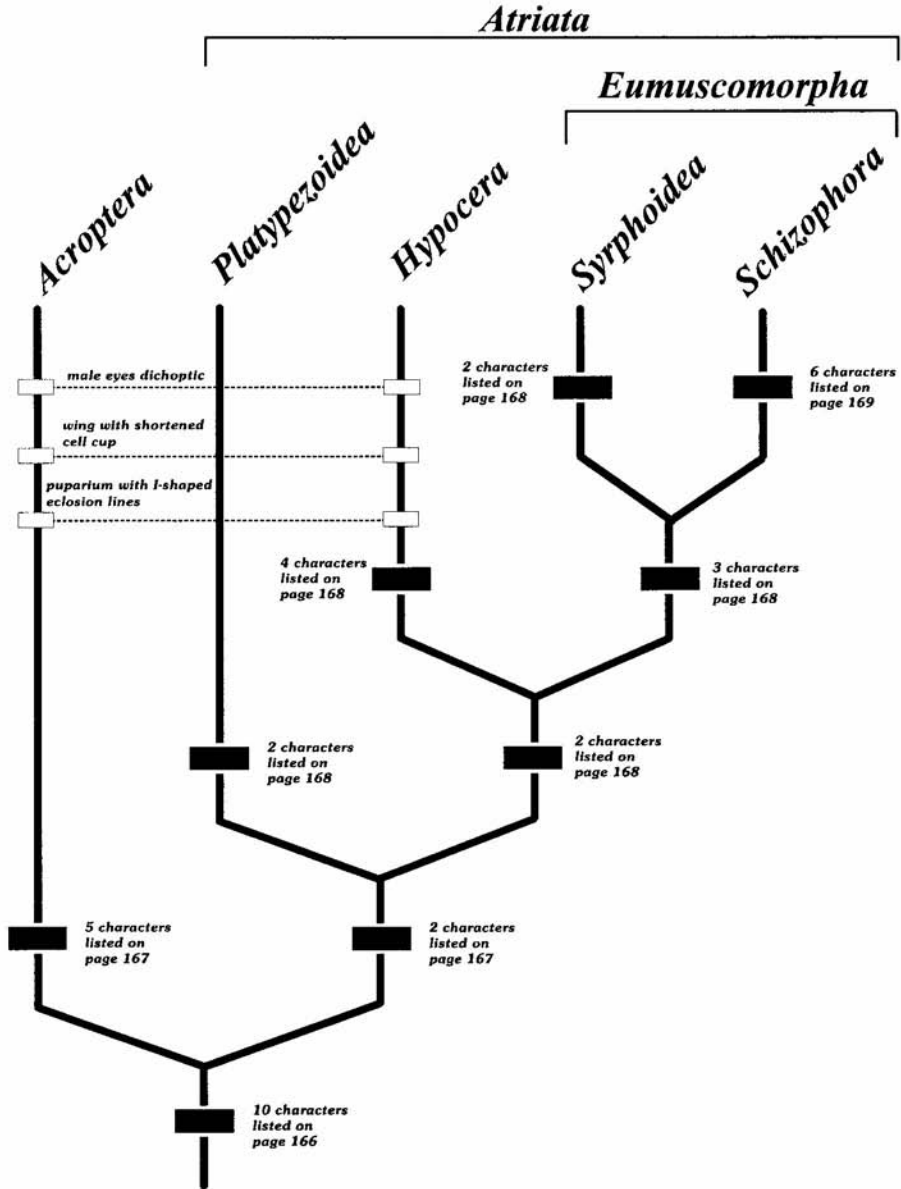 Atriata
Eumuscomorpha
Acroptera
Platypezoidea
Hypocera
Syrphoidea
Schizophora
male eyes dichoptic
wing with shortened
cell cup
puparium with I-shaped
eclosion lines
2 characters
listed on
page 168
6 characters
listed on
page 169
4 characters
listed on
page 168
3 characters
listed on
page 168
2 characters
listed on
page 168
2 characters
listed on
page 168
5 characters
listed on
page 167
2 characters
listed on
page 167
10 characters
listed on
page 166